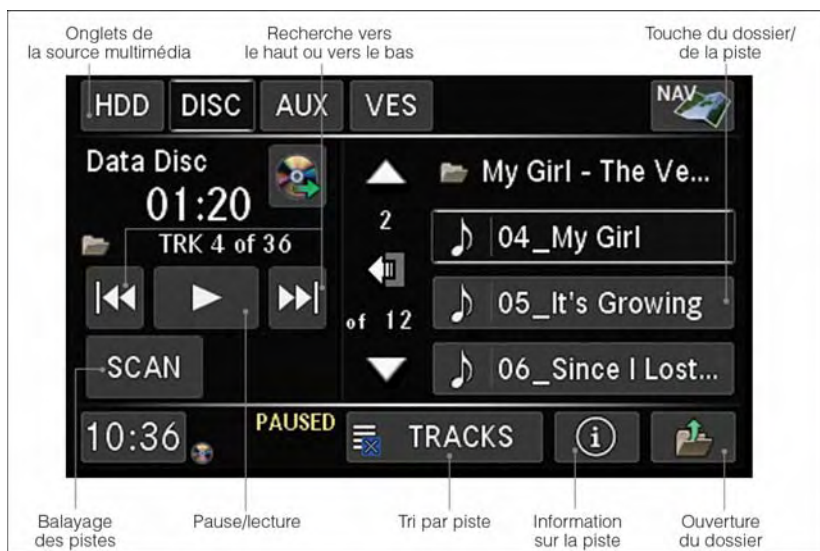 Onglets de
la source multimédia
Recherche vers
le haut ou vers le bas
Touche du dossier/
de la piste
HDD DISC AUX VES NAV
Data Disc
01:20
TRK 4 of 36
SCAN
2
of 12
My Girl - The Ve...
04_My Girl
05_It's Growing
06_Since I Lost...
10:36 PAUSED TRACKS i
Balayage
des pistes
Pause/lecture
Tri par piste
Information
sur la piste
Ouverture
du dossier